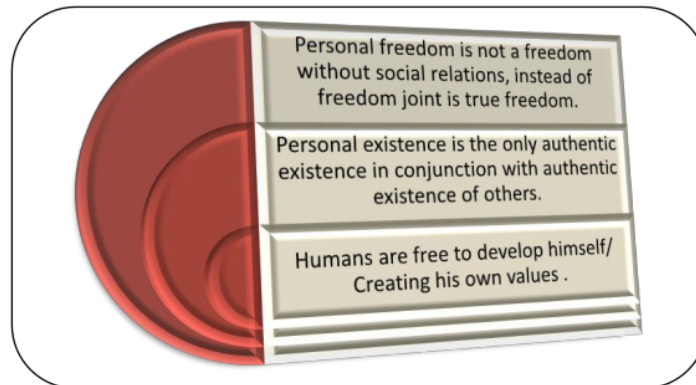 Personal freedom is not a freedom
without social relations, instead of
freedom joint is true freedom.
Personal existence is the only authentic
existence in conjunction with authentic
existence of others.
Humans are free to develop himself/
Creating his own values .